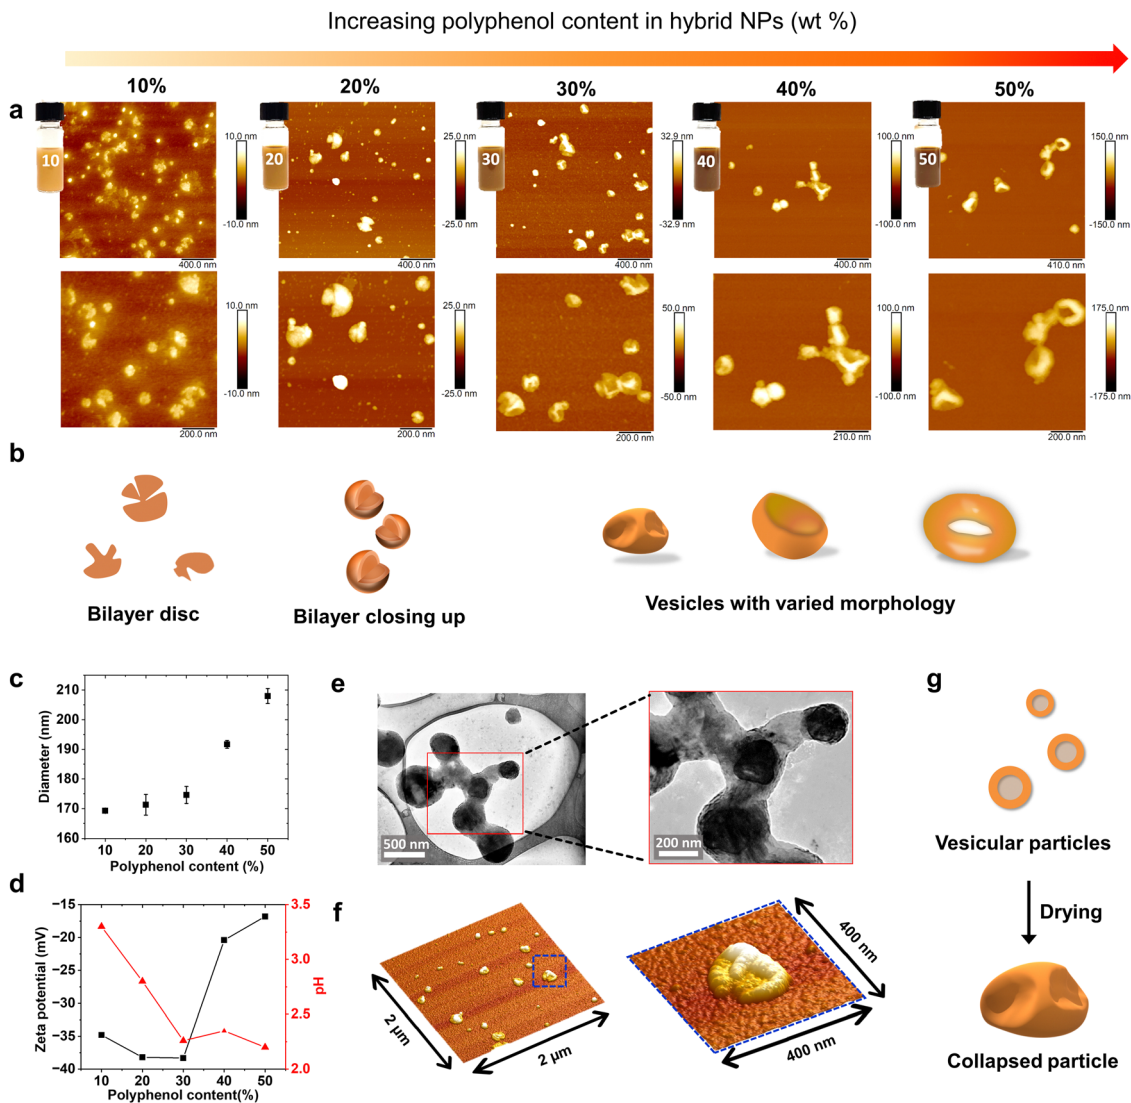 Increasing polyphenol content in hybrid NPs (wt %)
10%
20%
30%
40%
50%
a
10
20
30
40
50
10.0 nm
-10.0 nm
400.0 nm
25.0 nm
-25.0 nm
400.0 nm
32.9 nm
-32.9 nm
400.0 nm
100.0 nm
-100.0 nm
400.0 nm
150.0 nm
-150.0 nm
410.0 nm
10.0 nm
-10.0 nm
200.0 nm
25.0 nm
-25.0 nm
200.0 nm
50.0 nm
-50.0 nm
200.0 nm
100.0 nm
-100.0 nm
210.0 nm
175.0 nm
-175.0 nm
200.0 nm
b
Bilayer disc
Bilayer closing up
Vesicles with varied morphology
c
Diameter (nm)
210
200
190
180
170
160
10 20 30 40 50
Polyphenol content (%)
d
Zeta potential (mV)
−15
−20
−25
−30
−35
−40
3.5
3.0
2.5
2.0
pH
10 20 30 40 50
Polyphenol content(%)
e
500 nm
200 nm
f
2 μm
2 μm
400 nm
400 nm
g
Vesicular particles
Drying
Collapsed particle